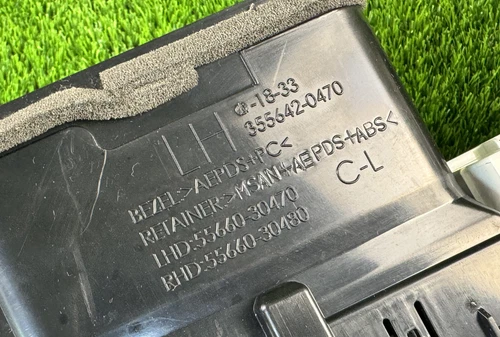 LH
-18-33
355642-0470
BEZEL>AEPDS+PC<
RETAINER>MSAN+AEPDS+ABS<
LHD-55660-30470
RHD-55660-30480
C-L